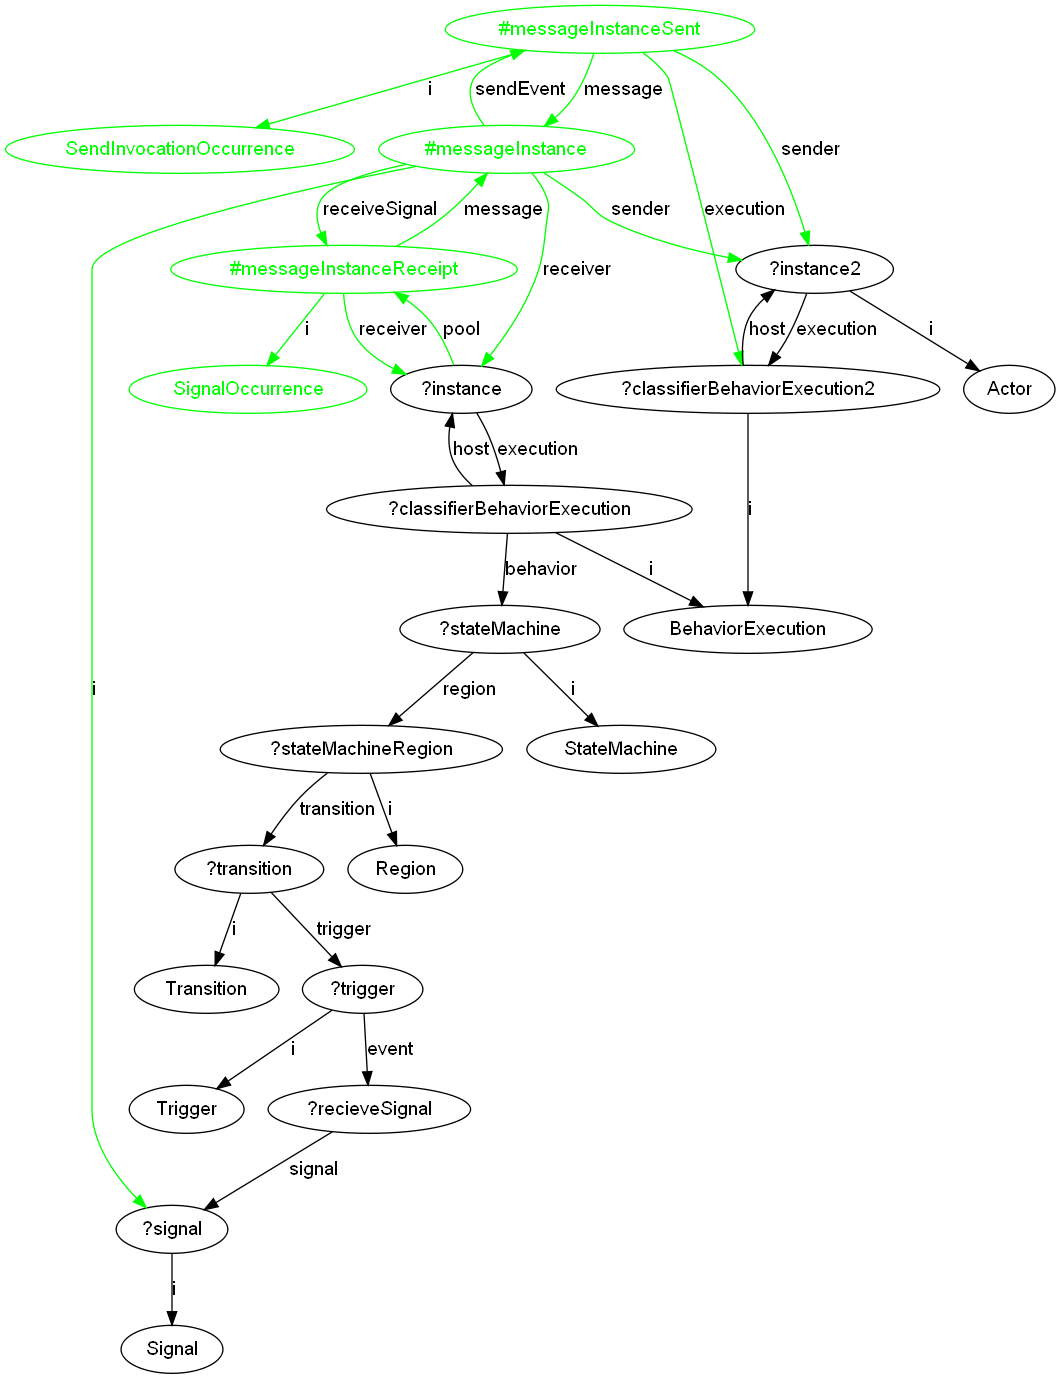 #messageInstanceSent
i
sendEvent
message
SendInvocationOccurrence
#messageInstance
sender
receiveSignal
message
sender
execution
#messageInstanceReceipt
receiver
?instance2
i
receiver
pool
host
execution
i
SignalOccurrence
?instance
?classifierBehaviorExecution2
Actor
host
execution
?classifierBehaviorExecution
i
behavior
i
?stateMachine
BehaviorExecution
i
region
i
?stateMachineRegion
StateMachine
transition
i
?transition
Region
i
trigger
Transition
?trigger
i
event
Trigger
?recieveSignal
signal
?signal
i
Signal